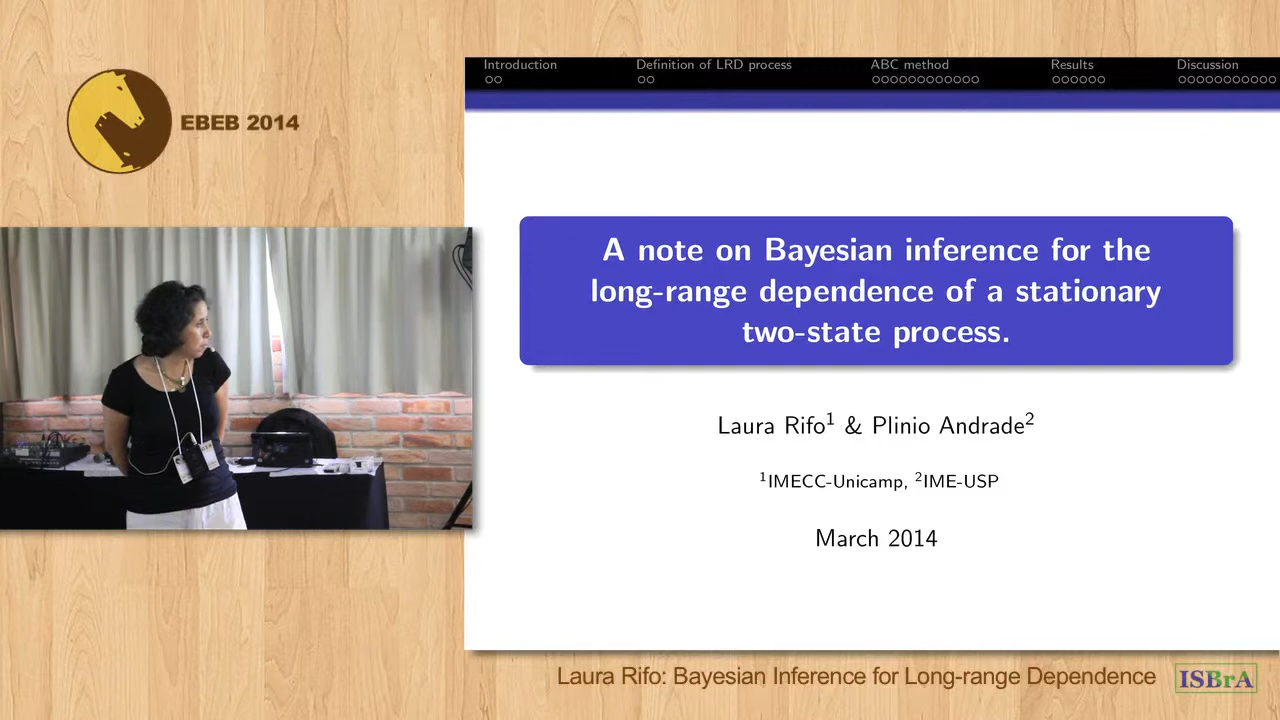 EBEB 2014
Introduction
Definition of LRD process
ABC method
Results
Discussion
A note on Bayesian inference for the
long-range dependence of a stationary
two-state process.
Laura Rifo1 & Plinio Andrade2
1IMECC-Unicamp, 2IME-USP
March 2014
Laura Rifo: Bayesian Inference for Long-range Dependence
ISBrA